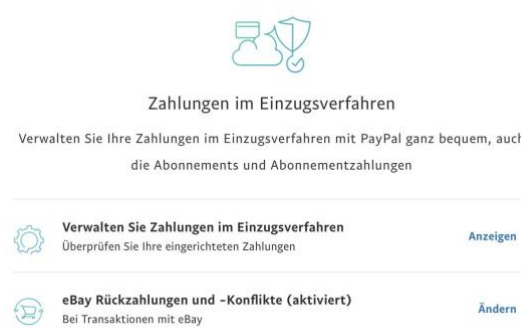 Zahlungen im Einzugsverfahren
Verwalten Sie Ihre Zahlungen im Einzugsverfahren mit PayPal ganz bequem, auch
die Abonnements und Abonnementzahlungen
Verwalten Sie Zahlungen im Einzugsverfahren
Anzeigen
Überprüfen Sie Ihre eingerichteten Zahlungen
eBay Rückzahlungen und -Konflikte (aktiviert)
Ändern
Bei Transaktionen mit eBay